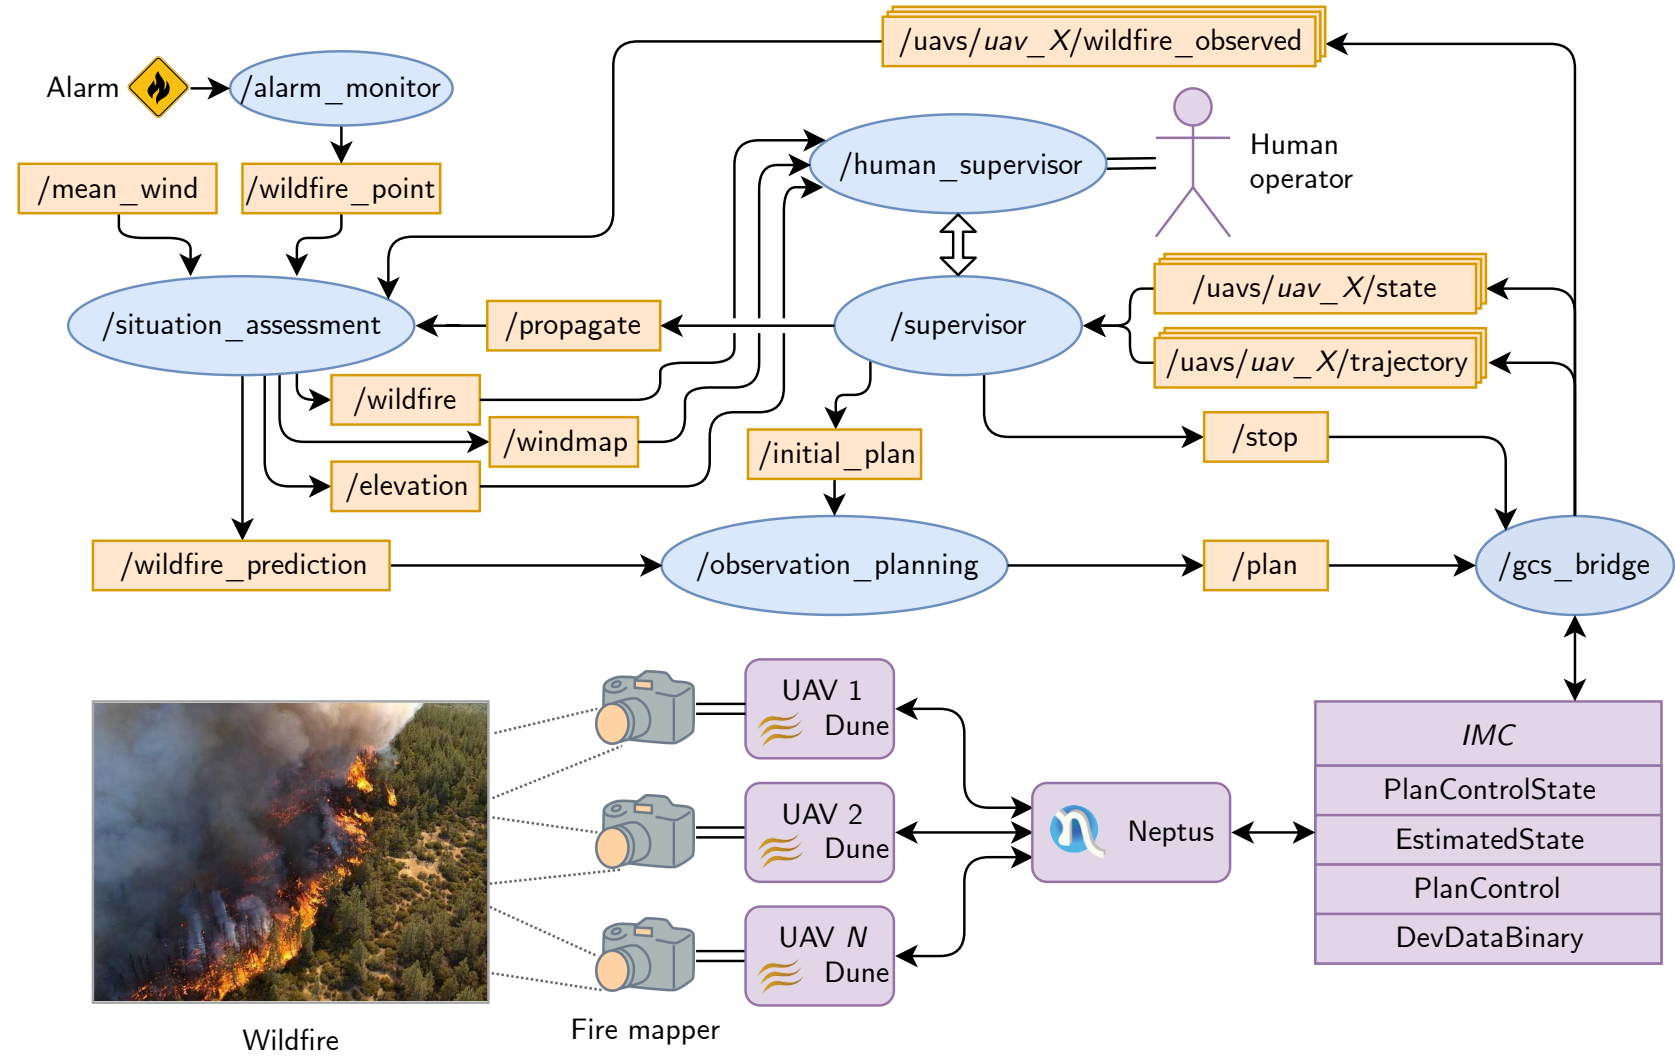 /uavs/uav_X/wildfire_observed
Alarm
/alarm_monitor
Human
operator
/human_supervisor
/mean_wind
/wildfire_point
/uavs/uav_X/state
/situation_assessment
/propagate
/supervisor
/uavs/uav_X/trajectory
/wildfire
/windmap
/stop
/initial_plan
/elevation
/wildfire_prediction
/observation_planning
/plan
/gcs_bridge
UAV 1
Dune
IMC
PlanControlState
UAV 2
Dune
Neptus
EstimatedState
PlanControl
UAV N
Dune
DevDataBinary
Fire mapper
Wildfire